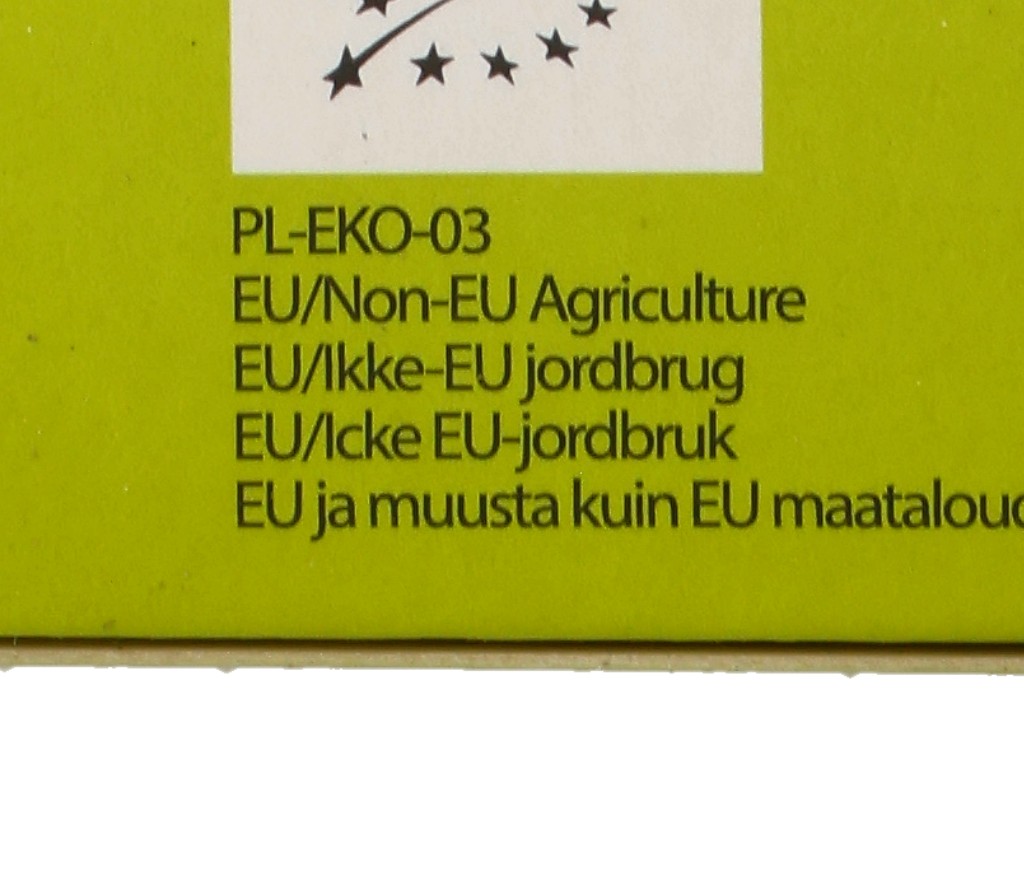 PL-EKO-03
EU/Non-EU Agriculture
EU/Ikke-EU jordbrug
EU/Icke EU-jordbruk
EU ja muusta kuin EU